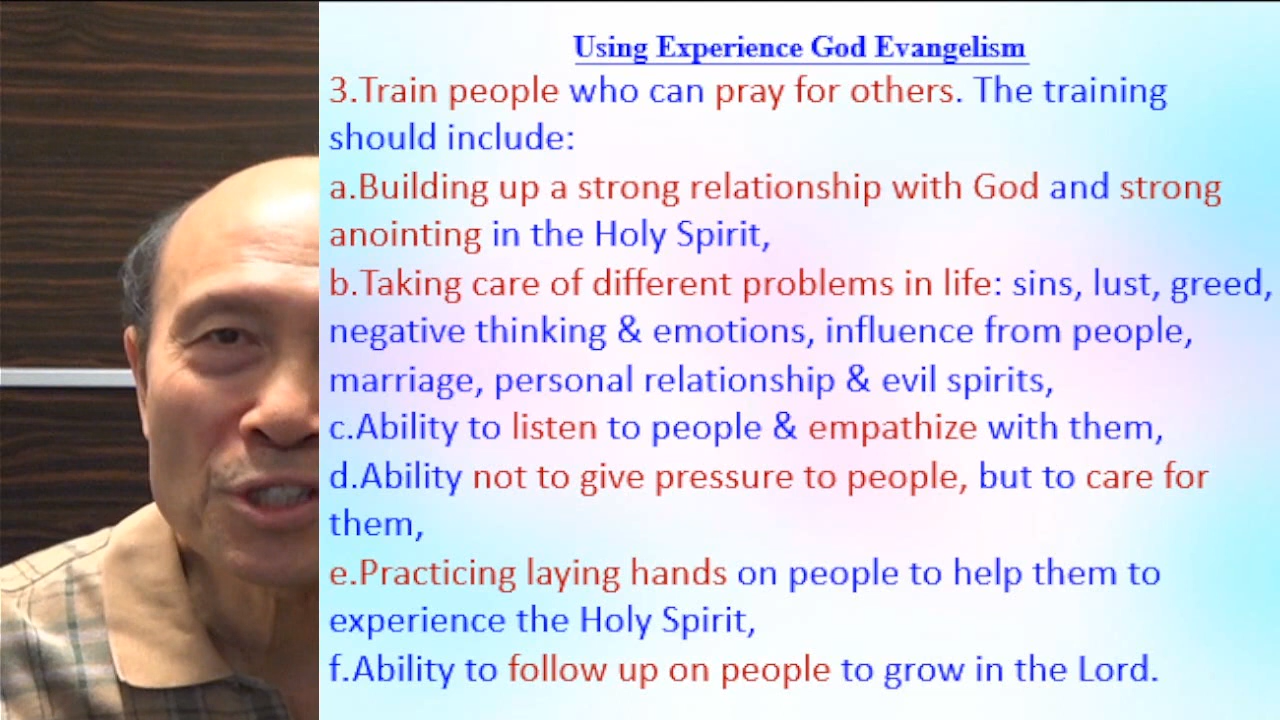 Using Experience God Evangelism
3.Train people who can pray for others. The training
should include:
a.Building up a strong relationship with God and strong
anointing in the Holy Spirit,
b.Taking care of different problems in life: sins, lust, greed,
negative thinking & emotions, influence from people,
marriage, personal relationship & evil spirits,
c.Ability to listen to people & empathize with them,
d.Ability not to give pressure to people, but to care for
them,
e.Practicing laying hands on people to help them to
experience the Holy Spirit,
f.Ability to follow up on people to grow in the Lord.